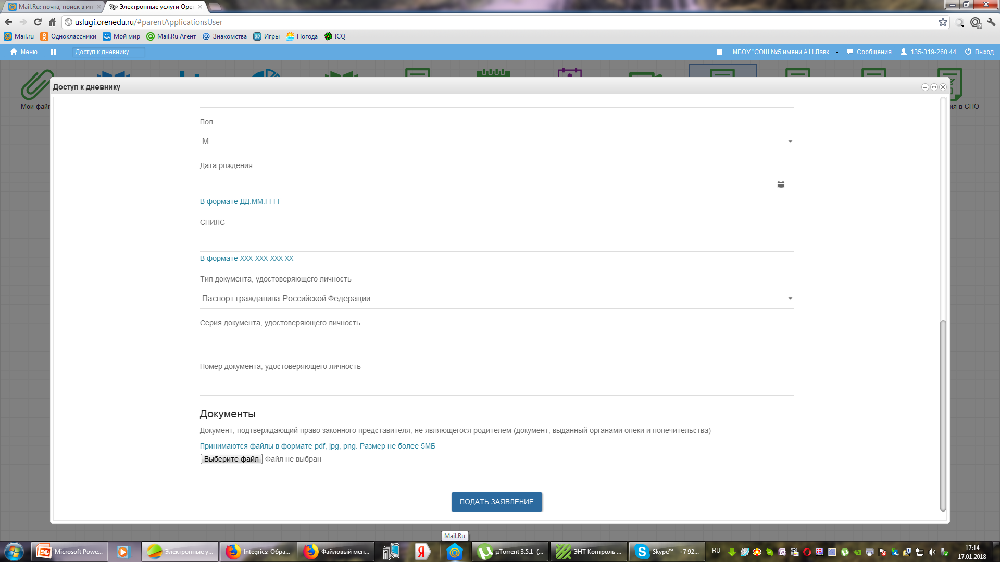 Mail.Ru: почта, поиск в ин
Электронные услуги Орен
uslugi.orenedu.ru/#parentApplicationsUser
Mail.ru
Одноклассники
Мой мир
Mail.Ru Агент
Знакомства
Игры
Погода
ICQ
Меню
Доступ к дневнику
МБОУ "СОШ №5 имени А.Н.Лавк...
Сообщения
135-319-260 44
Выход
Мои файл
ия в СПО
Доступ к дневнику
Пол
М
Дата рождения
В формате ДД.ММ.ГГГГ
СНИЛС
В формате XXX-XXX-XXX XX
Тип документа, удостоверяющего личность
Паспорт гражданина Российской Федерации
Серия документа, удостоверяющего личность
Номер документа, удостоверяющего личность
Документы
Документ, подтверждающий право законного представителя, не являющегося родителем (документ, выданный органами опеки и попечительства)
Принимаются файлы в формате pdf, jpg, png. Размер не более 5МБ
Выберите файл Файл не выбран
ПОДАТЬ ЗАЯВЛЕНИЕ
Mail.Ru
Microsoft Powe...
Электронные у...
Integrics: Обра...
Файловый мен...
Я
µTorrent 3.5.1 (...
ЭНТ Контроль ...
Skype™ - +7 92...
RU
17:14
17.01.2018